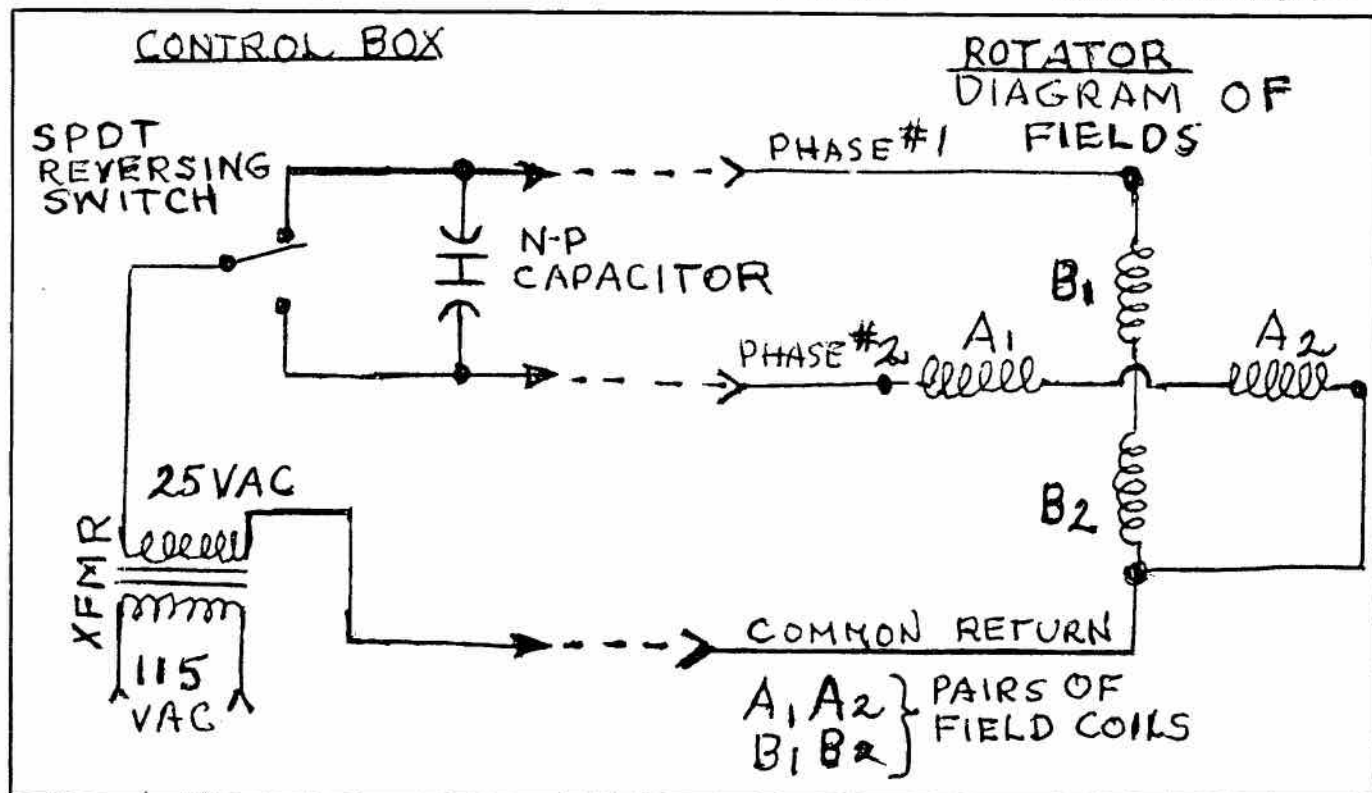 CONTROL BOX
ROTATOR
DIAGRAM OF
FIELDS
SPDT
REVERSING
SWITCH
PHASE #1
N-P
CAPACITOR
B1
PHASE #2
A1
A2
25VAC
B2
XFMR
115
VAC
COMMON RETURN
A1 A2 } PAIRS OF
B1 B2 } FIELD COILS